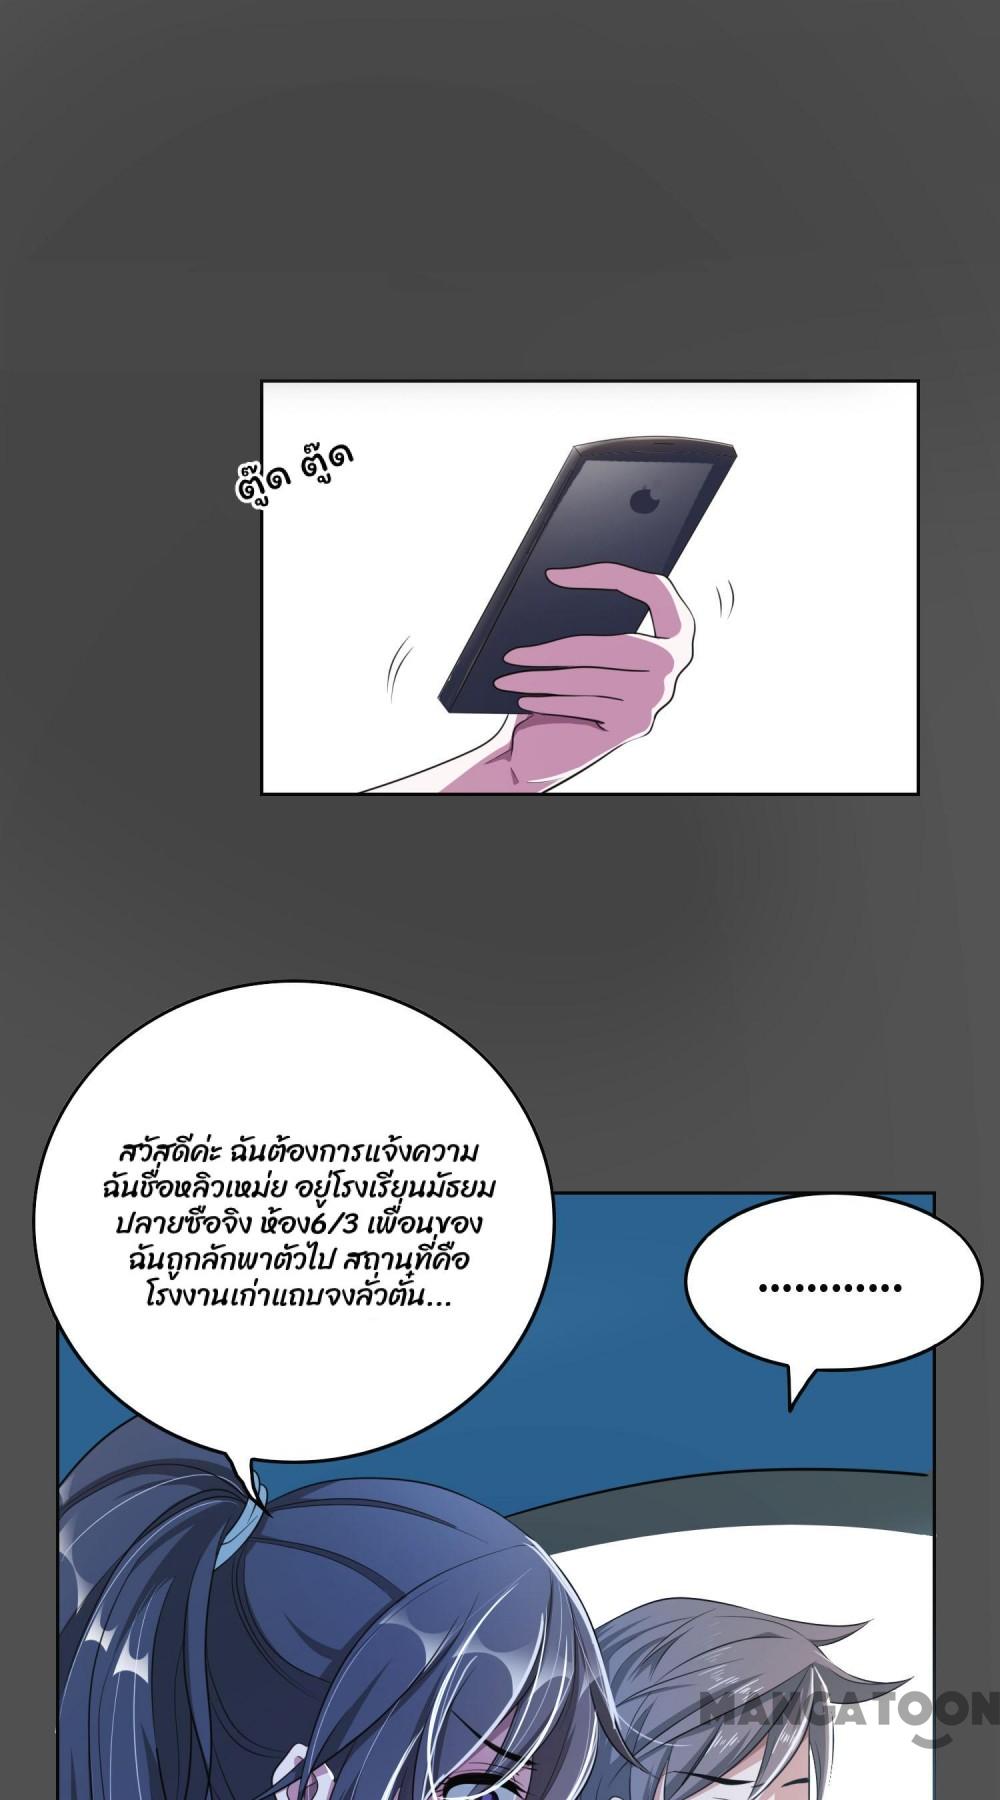 ตู๊ด ตู๊ด
สวัสดีค่ะ ฉันต้องการแจ้งความ
ฉันชื่อหลิวเหม่ย อยู่โรงเรียนมัธยม
ปลายซือจิง ห้อง6/3 เพื่อนของ
ฉันถูกลักพาตัวไป สถานที่คือ
โรงงานเก่าแถบจงลั่วตั้น...
............
MANGATOON